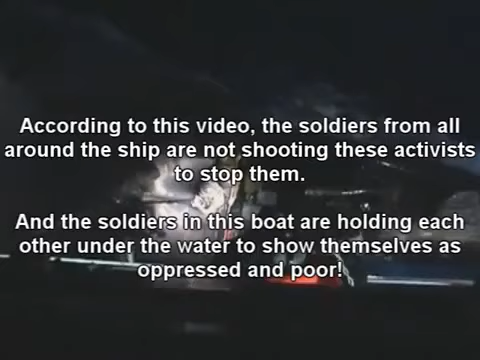 According to this video, the soldiers from all
around the ship are not shooting these activists
to stop them.
And the soldiers in this boat are holding each
other under the water to show themselves as
oppressed and poor!